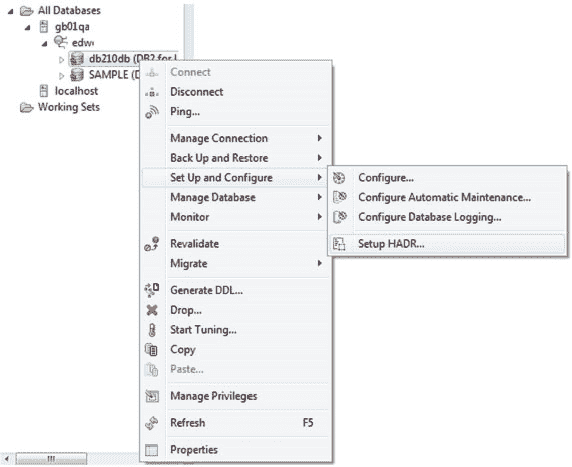 All Databases
gb01qa
edw
db210db (DB2 for
SAMPLE (D
localhost
Working Sets
Connect
Disconnect
Ping...
Manage Connection
Back Up and Restore
Set Up and Configure
Manage Database
Monitor
Revalidate
Migrate
Generate DDL...
Drop...
Start Tuning...
Copy
Paste...
Manage Privileges
Refresh F5
Properties
Configure...
Configure Automatic Maintenance...
Configure Database Logging...
Setup HADR...